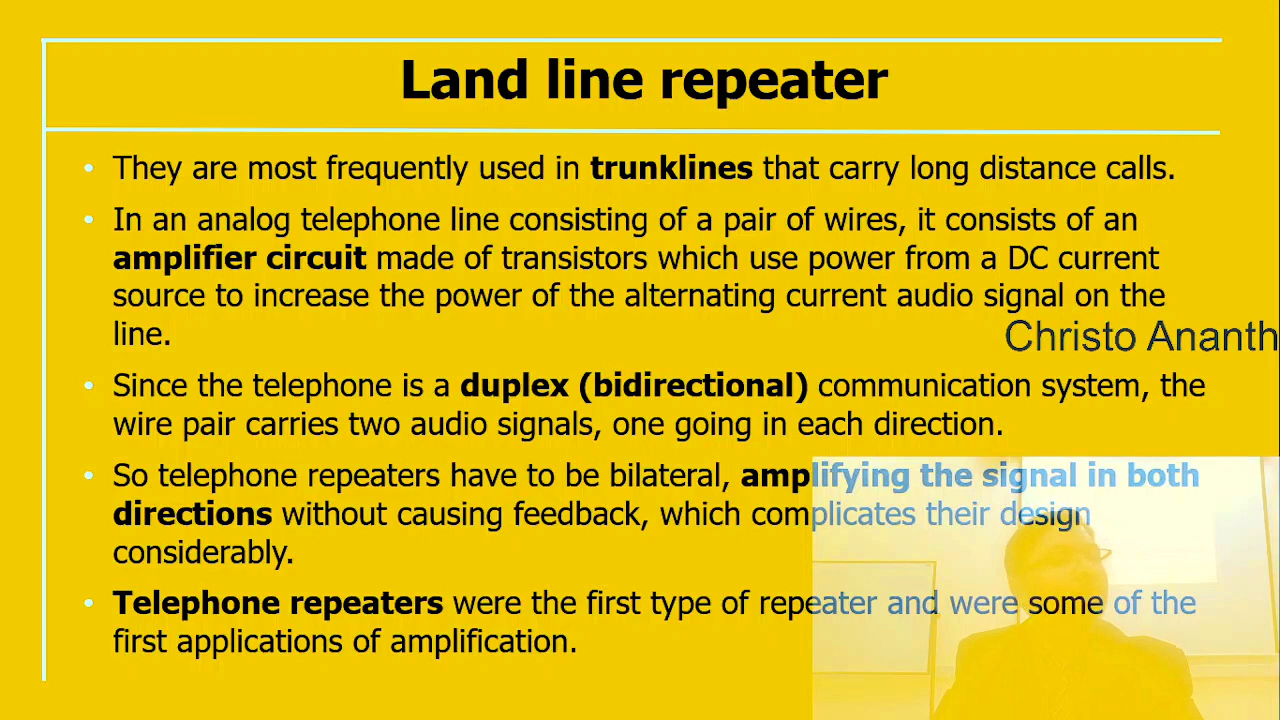 Land line repeater
• They are most frequently used in trunklines that carry long distance calls.
• In an analog telephone line consisting of a pair of wires, it consists of an
amplifier circuit made of transistors which use power from a DC current
source to increase the power of the alternating current audio signal on the
line.
Christo Ananth
• Since the telephone is a duplex (bidirectional) communication system, the
wire pair carries two audio signals, one going in each direction.
• So telephone repeaters have to be bilateral, amplifying the signal in both
directions without causing feedback, which complicates their design
considerably.
• Telephone repeaters were the first type of repeater and were some of the
first applications of amplification.